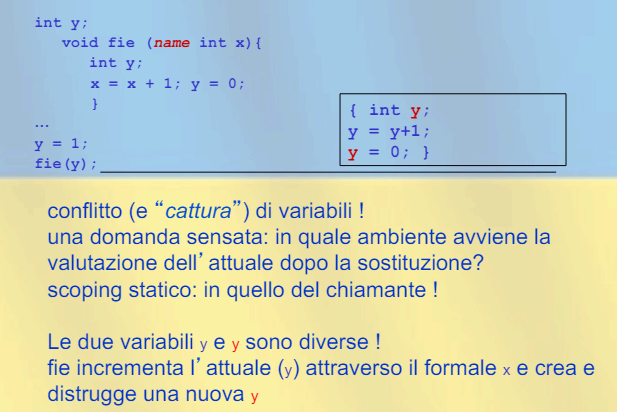 int y;
void fie (name int x){
int y;
x = x + 1; y = 0;
}
…
y = 1;
fie(y);
{ int y;
y = y+1;
y = 0; }
conflitto (e “cattura”) di variabili !
una domanda sensata: in quale ambiente avviene la
valutazione dell’attuale dopo la sostituzione?
scoping statico: in quello del chiamante !
Le due variabili y e y sono diverse !
fie incrementa l’attuale (y) attraverso il formale x e crea e
distrugge una nuova y